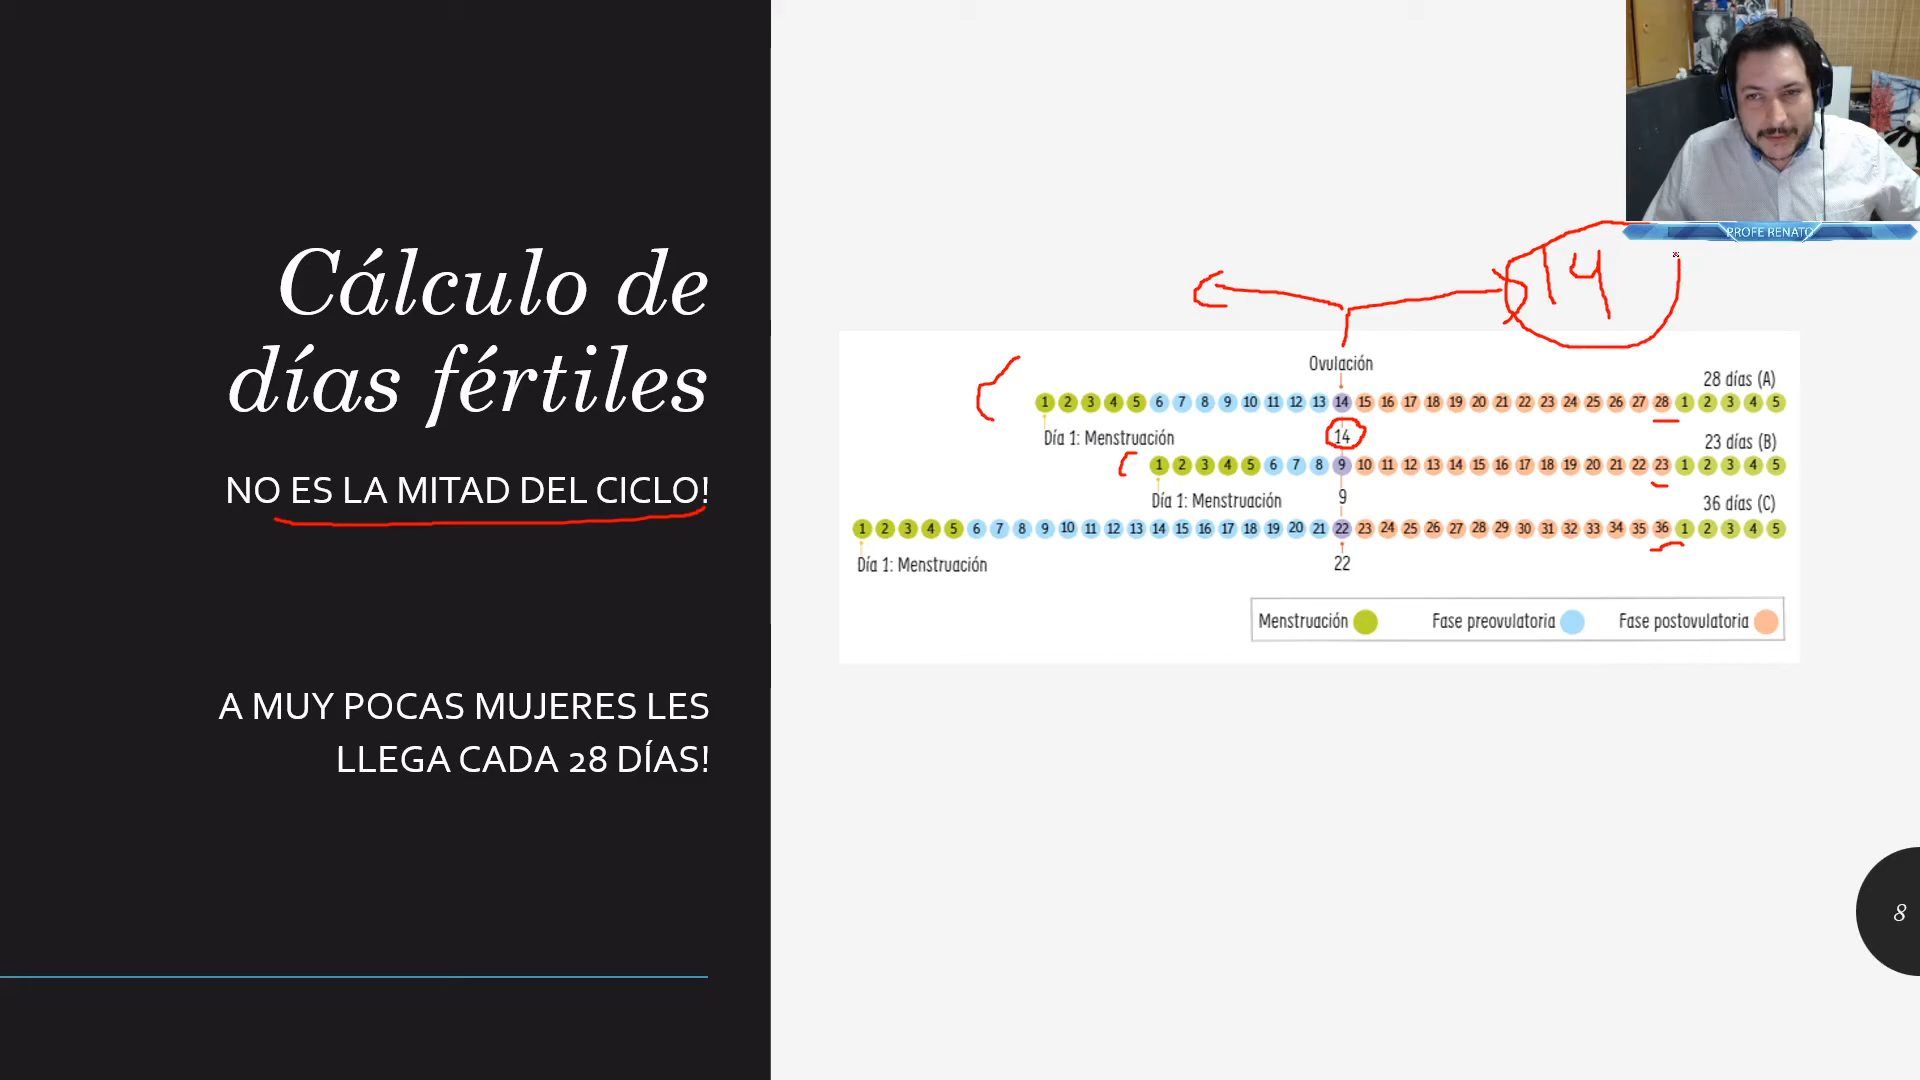 Cálculo de
días fértiles
NO ES LA MITAD DEL CICLO!
A MUY POCAS MUJERES LES
LLEGA CADA 28 DÍAS!
PROFE RENATO
14
Ovulación
28 días (A)
1 2 3 4 5 6 7 8 9 10 11 12 13 14 15 16 17 18 19 20 21 22 23 24 25 26 27 28 1 2 3 4 5
Día 1: Menstruación
14
23 días (B)
1 2 3 4 5 6 7 8 9 10 11 12 13 14 15 16 17 18 19 20 21 22 23 1 2 3 4 5
Día 1: Menstruación
9
36 días (C)
1 2 3 4 5 6 7 8 9 10 11 12 13 14 15 16 17 18 19 20 21 22 23 24 25 26 27 28 29 30 31 32 33 34 35 36 1 2 3 4 5
Día 1: Menstruación
22
Menstruación Fase preovulatoria Fase postovulatoria
8